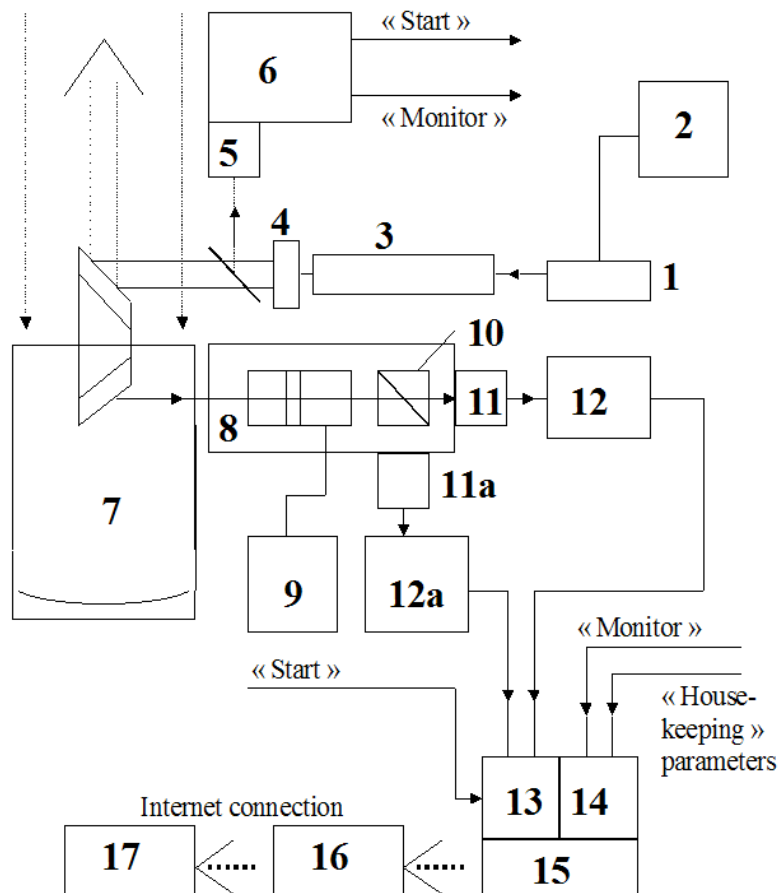 « Start »
6
« Monitor »
2
5
4
3
1
10
8
11
12
7
11a
9
12a
« Monitor »
« Start »
« House-
keeping »
parameters
13
14
Internet connection
17
16
15